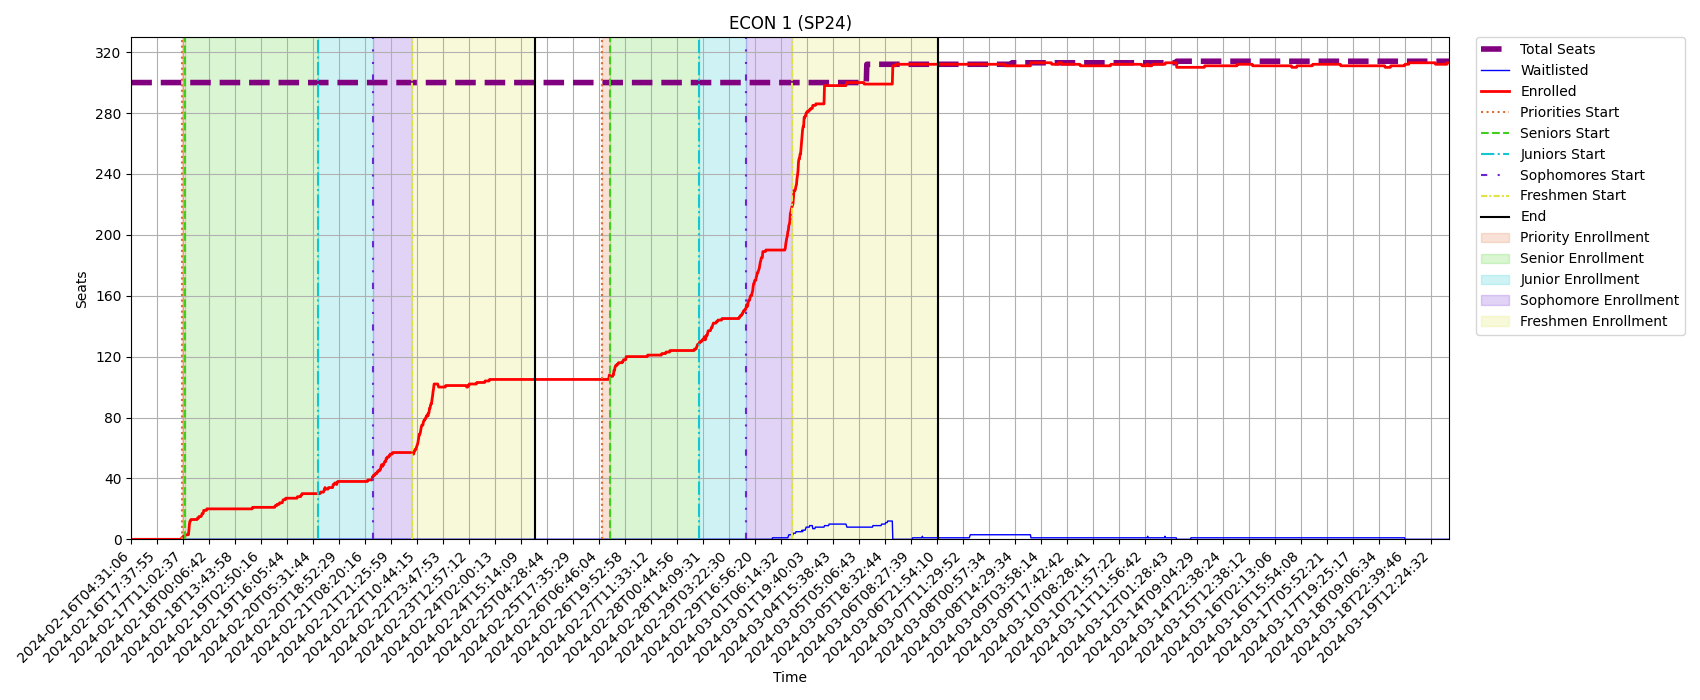 ECON 1 (SP24)
Seats
320
280
240
200
160
120
80
40
0
2024-02-16T04:31:06
2024-02-16T17:37:55
2024-02-17T11:02:37
2024-02-18T00:06:42
2024-02-18T13:43:58
2024-02-19T02:50:16
2024-02-19T16:05:44
2024-02-20T05:31:44
2024-02-20T18:52:29
2024-02-21T08:20:16
2024-02-21T21:25:59
2024-02-22T10:44:15
2024-02-22T23:47:53
2024-02-23T12:57:12
2024-02-24T02:00:13
2024-02-24T15:14:09
2024-02-25T04:28:44
2024-02-25T17:35:29
2024-02-26T06:46:04
2024-02-26T19:52:58
2024-02-27T11:33:12
2024-02-28T00:44:56
2024-02-28T14:09:31
2024-02-29T03:22:30
2024-02-29T16:56:20
2024-03-01T06:14:32
2024-03-01T19:40:03
2024-03-04T15:38:43
2024-03-05T05:06:43
2024-03-05T18:32:44
2024-03-06T08:27:39
2024-03-06T21:54:10
2024-03-07T11:29:52
2024-03-08T00:57:34
2024-03-08T14:29:34
2024-03-09T03:58:14
2024-03-09T17:42:42
2024-03-10T08:28:41
2024-03-10T21:57:22
2024-03-11T11:56:42
2024-03-12T01:28:43
2024-03-14T09:04:29
2024-03-14T22:38:24
2024-03-15T12:38:12
2024-03-16T02:13:06
2024-03-16T15:54:08
2024-03-17T05:52:21
2024-03-17T19:25:17
2024-03-18T09:06:34
2024-03-18T22:39:46
2024-03-19T12:24:32
Time
Total Seats
Waitlisted
Enrolled
Priorities Start
Seniors Start
Juniors Start
Sophomores Start
Freshmen Start
End
Priority Enrollment
Senior Enrollment
Junior Enrollment
Sophomore Enrollment
Freshmen Enrollment